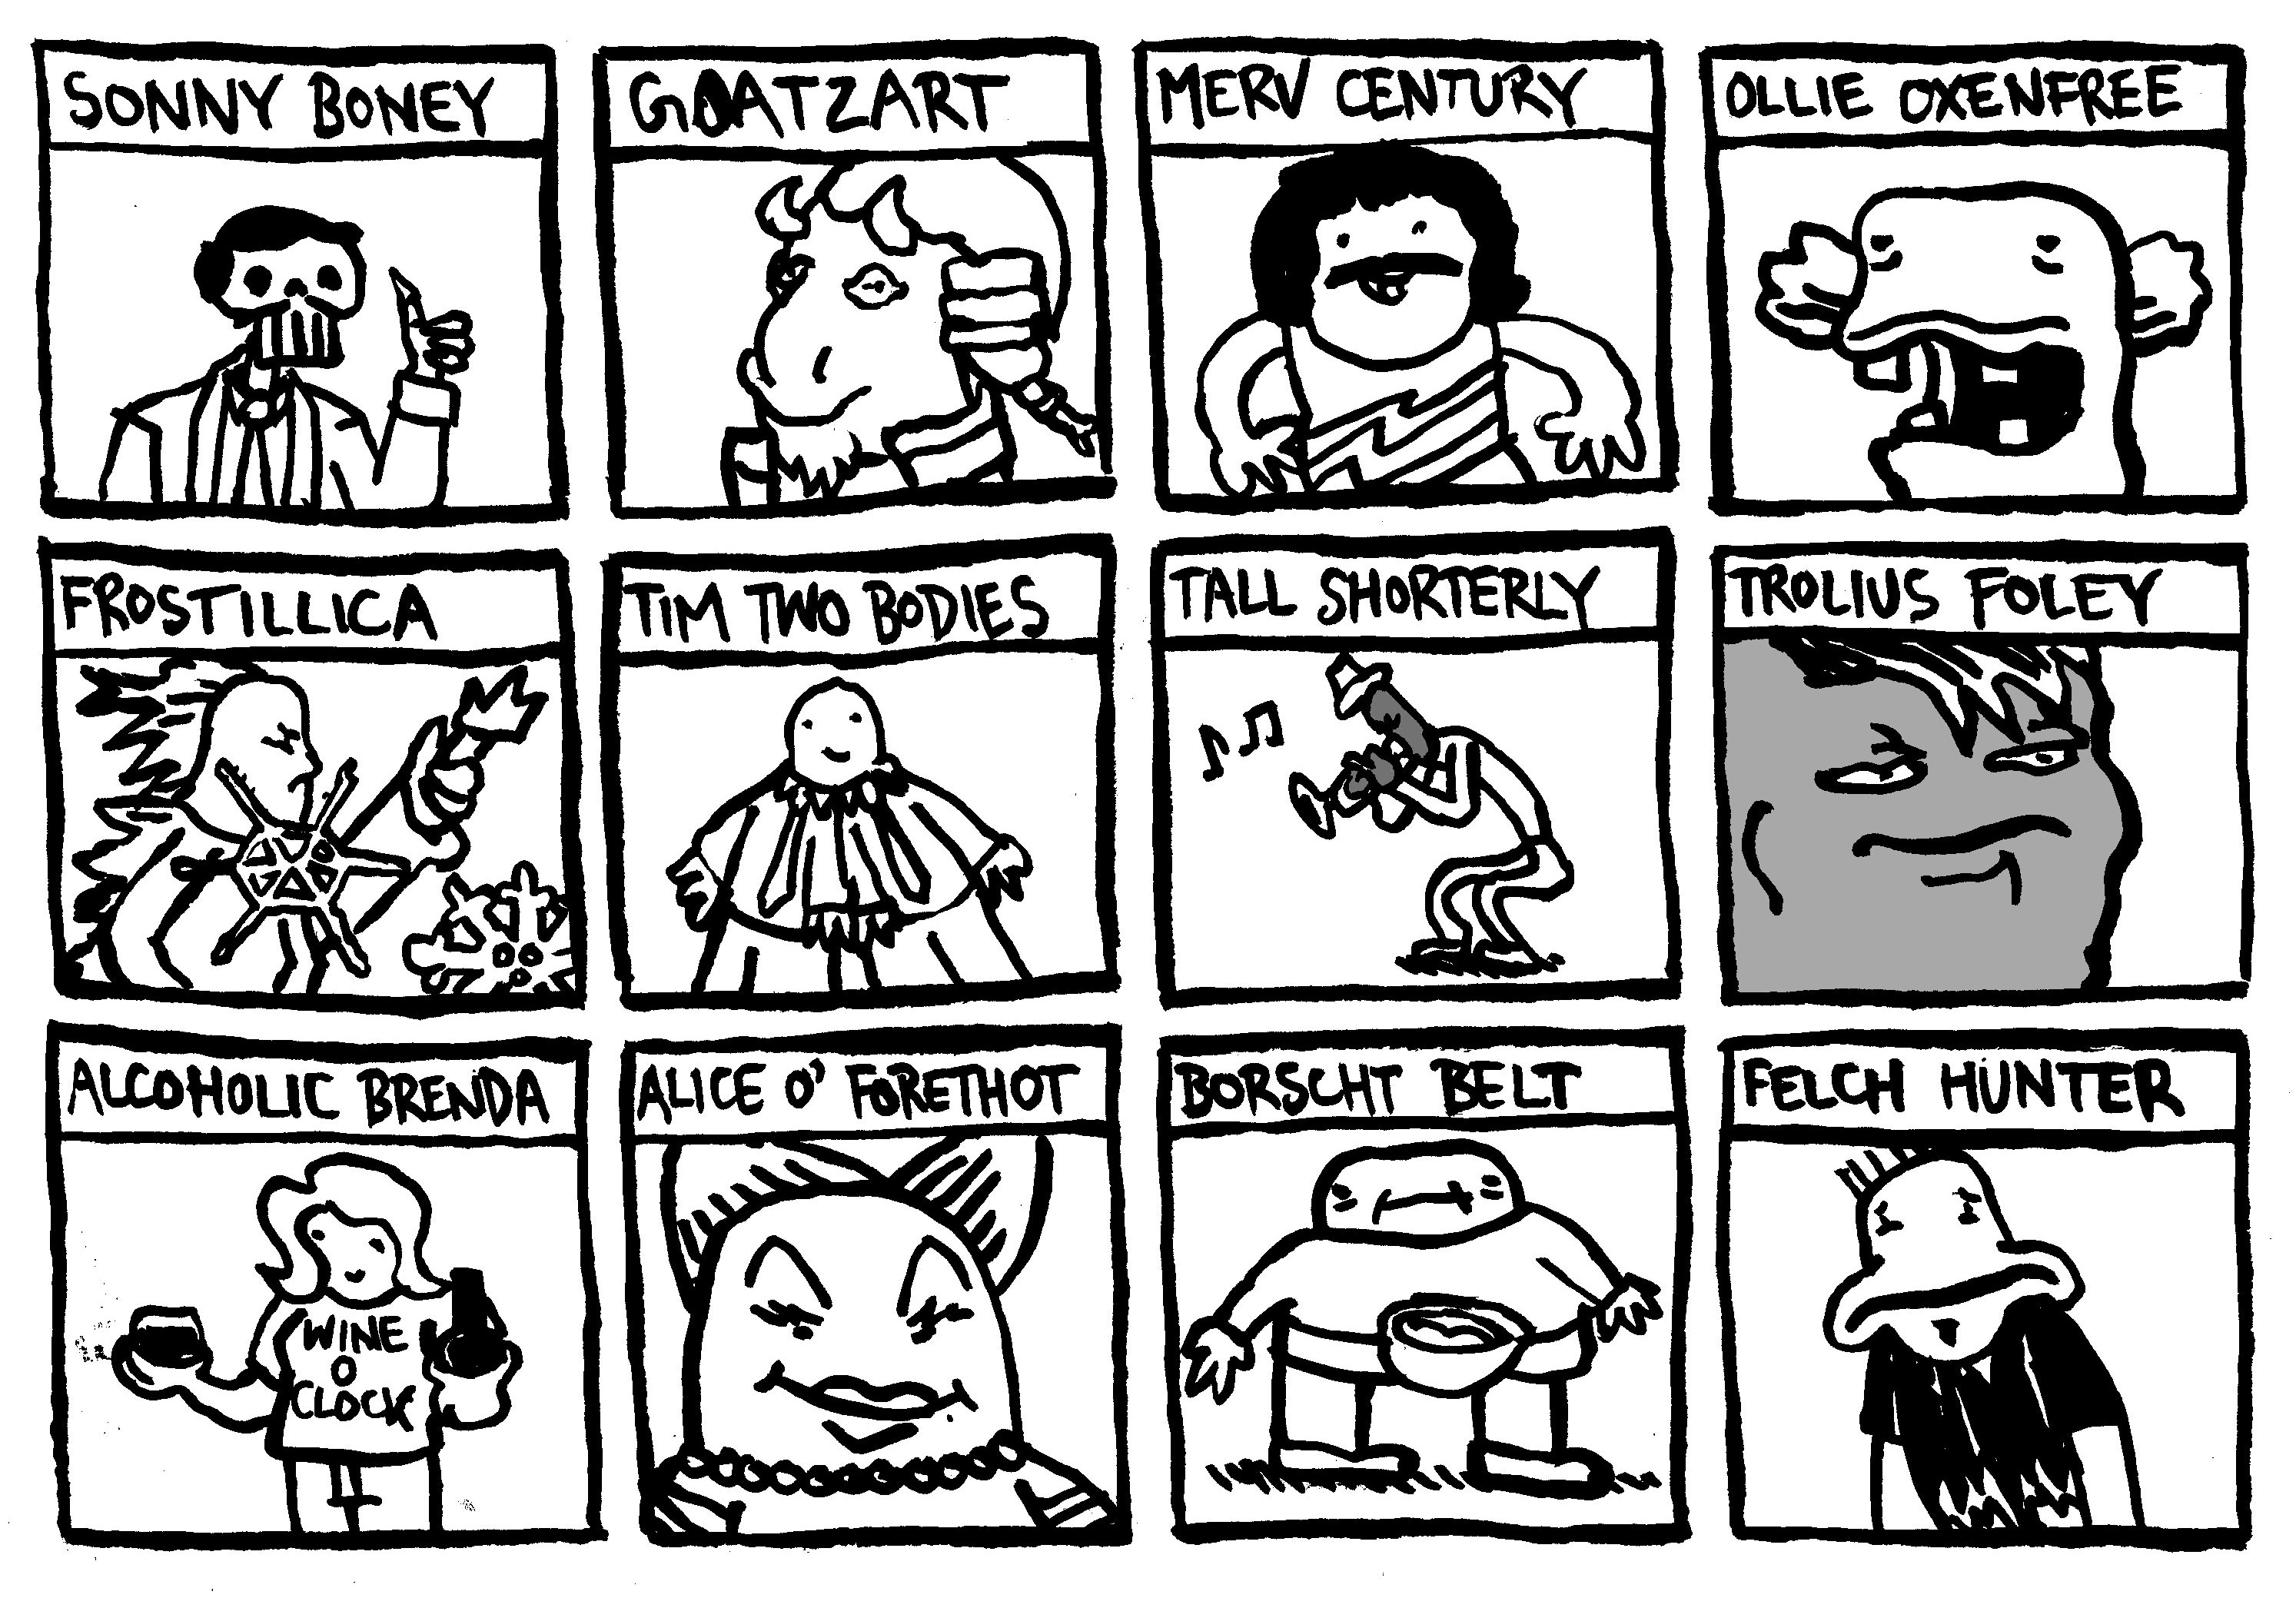 SONNY BONEY
GOATZART
MERV CENTURY
OLLIE OXENFREE
FROSTILLICA
TIM TWO BODIES
TALL SHORTERLY
TROLIUS FOLEY
ALCOHOLIC BRENDA
WINE
O
CLOCK
ALICE O' FORETHOT
BORSCHT BELT
FELCH HUNTER